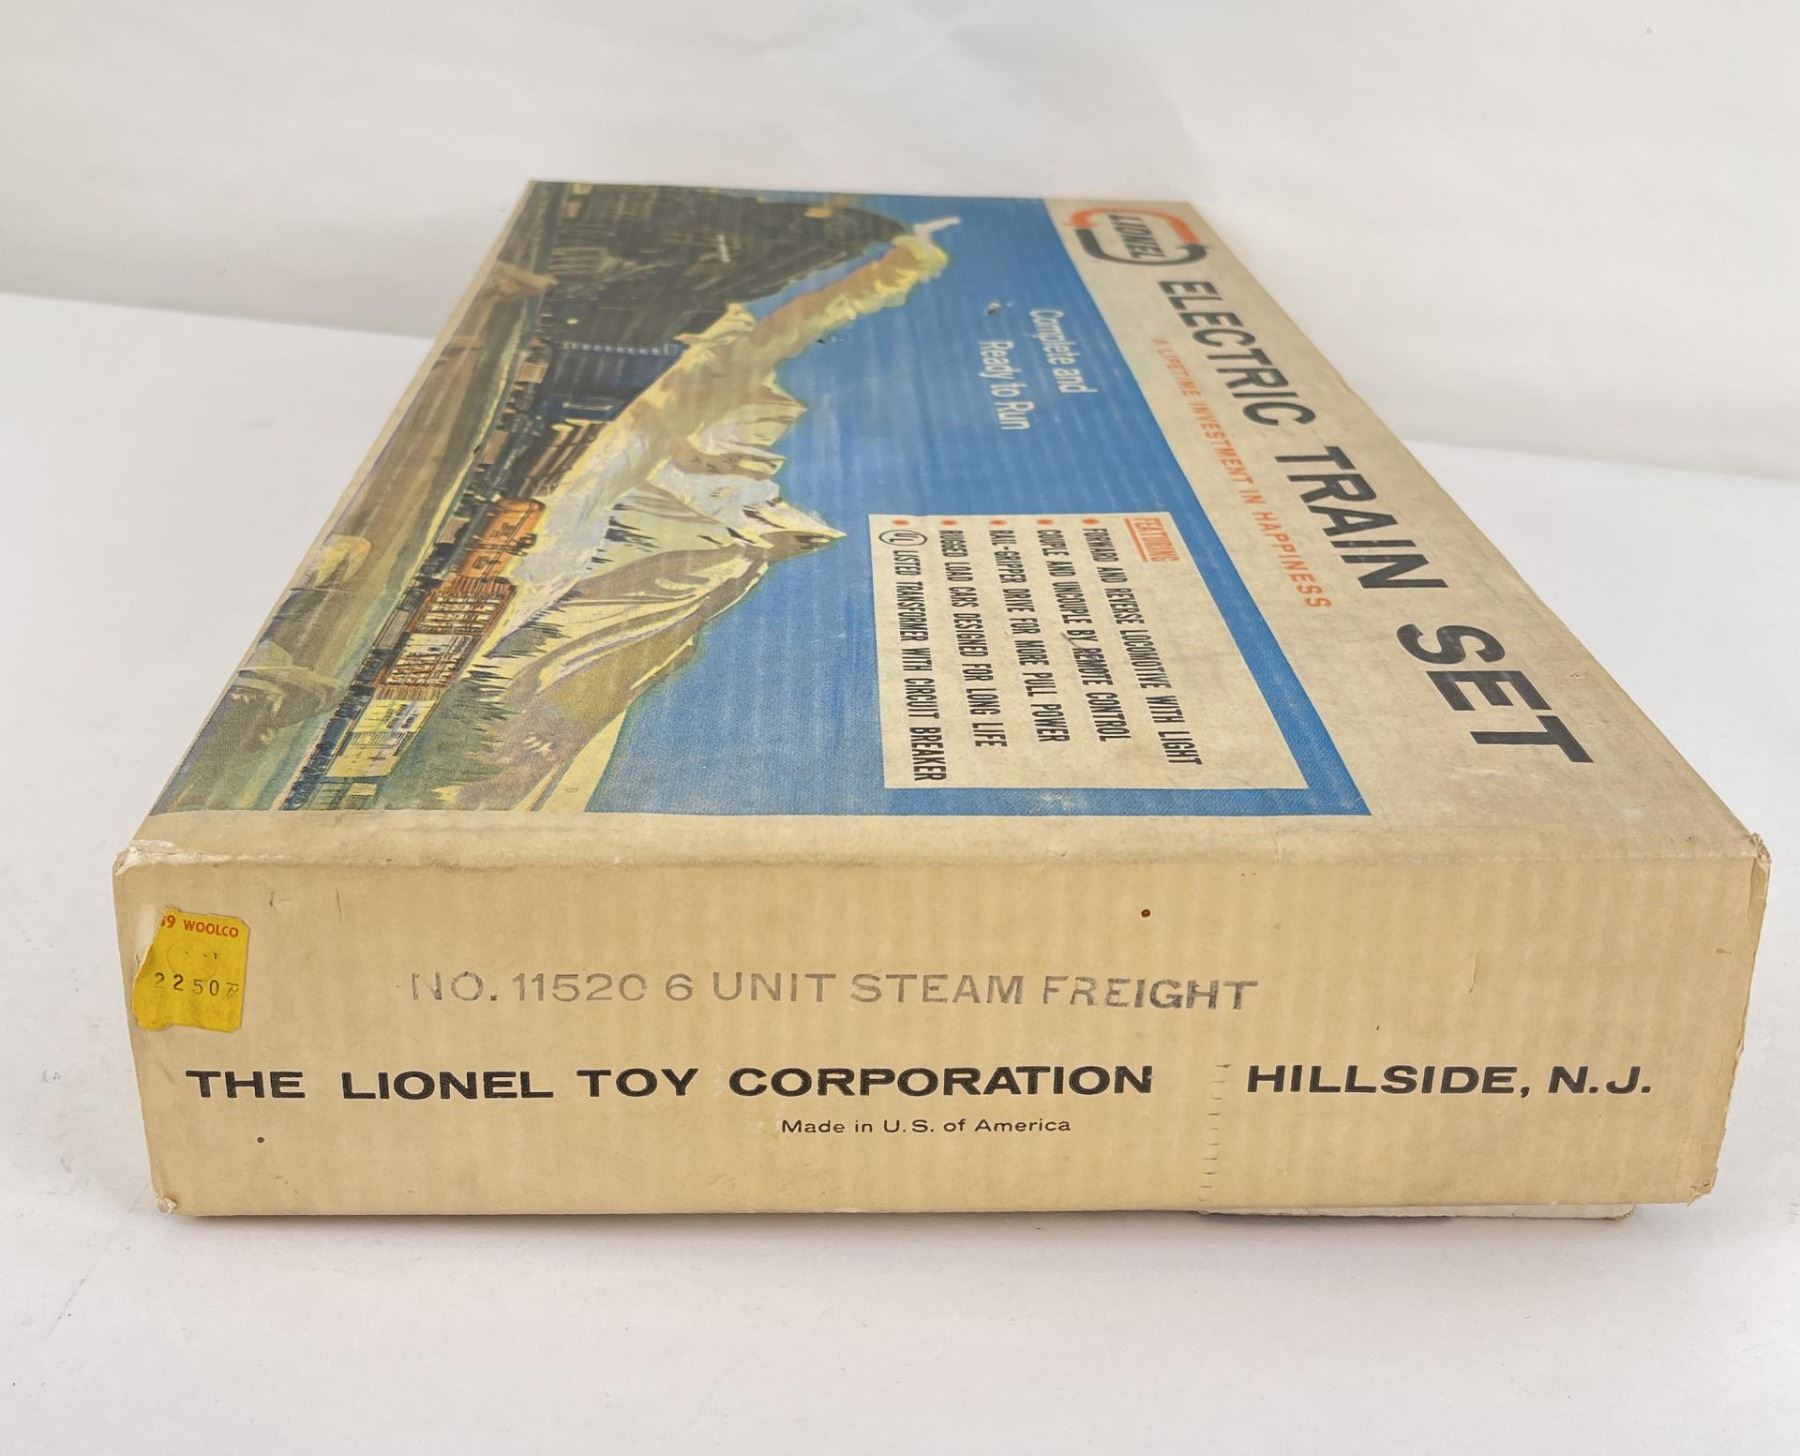 LIONEL
ELECTRIC TRAIN SET
A LIFETIME INVESTMENT IN HAPPINESS
Complete and
Ready to Run
FEATURING
• FORWARD AND REVERSE LOCOMOTIVE WITH LIGHT
• COUPLE AND UNCOUPLE BY REMOTE CONTROL
• RAIL-GRIPPER DRIVE FOR MORE PULL POWER
• RUGGED LOAD CARS DESIGNED FOR LONG LIFE
• UL LISTED TRANSFORMER WITH CIRCUIT BREAKER
39 WOOLCO
2250
NO. 11520 6 UNIT STEAM FREIGHT
THE LIONEL TOY CORPORATION HILLSIDE, N.J.
Made in U.S. of America